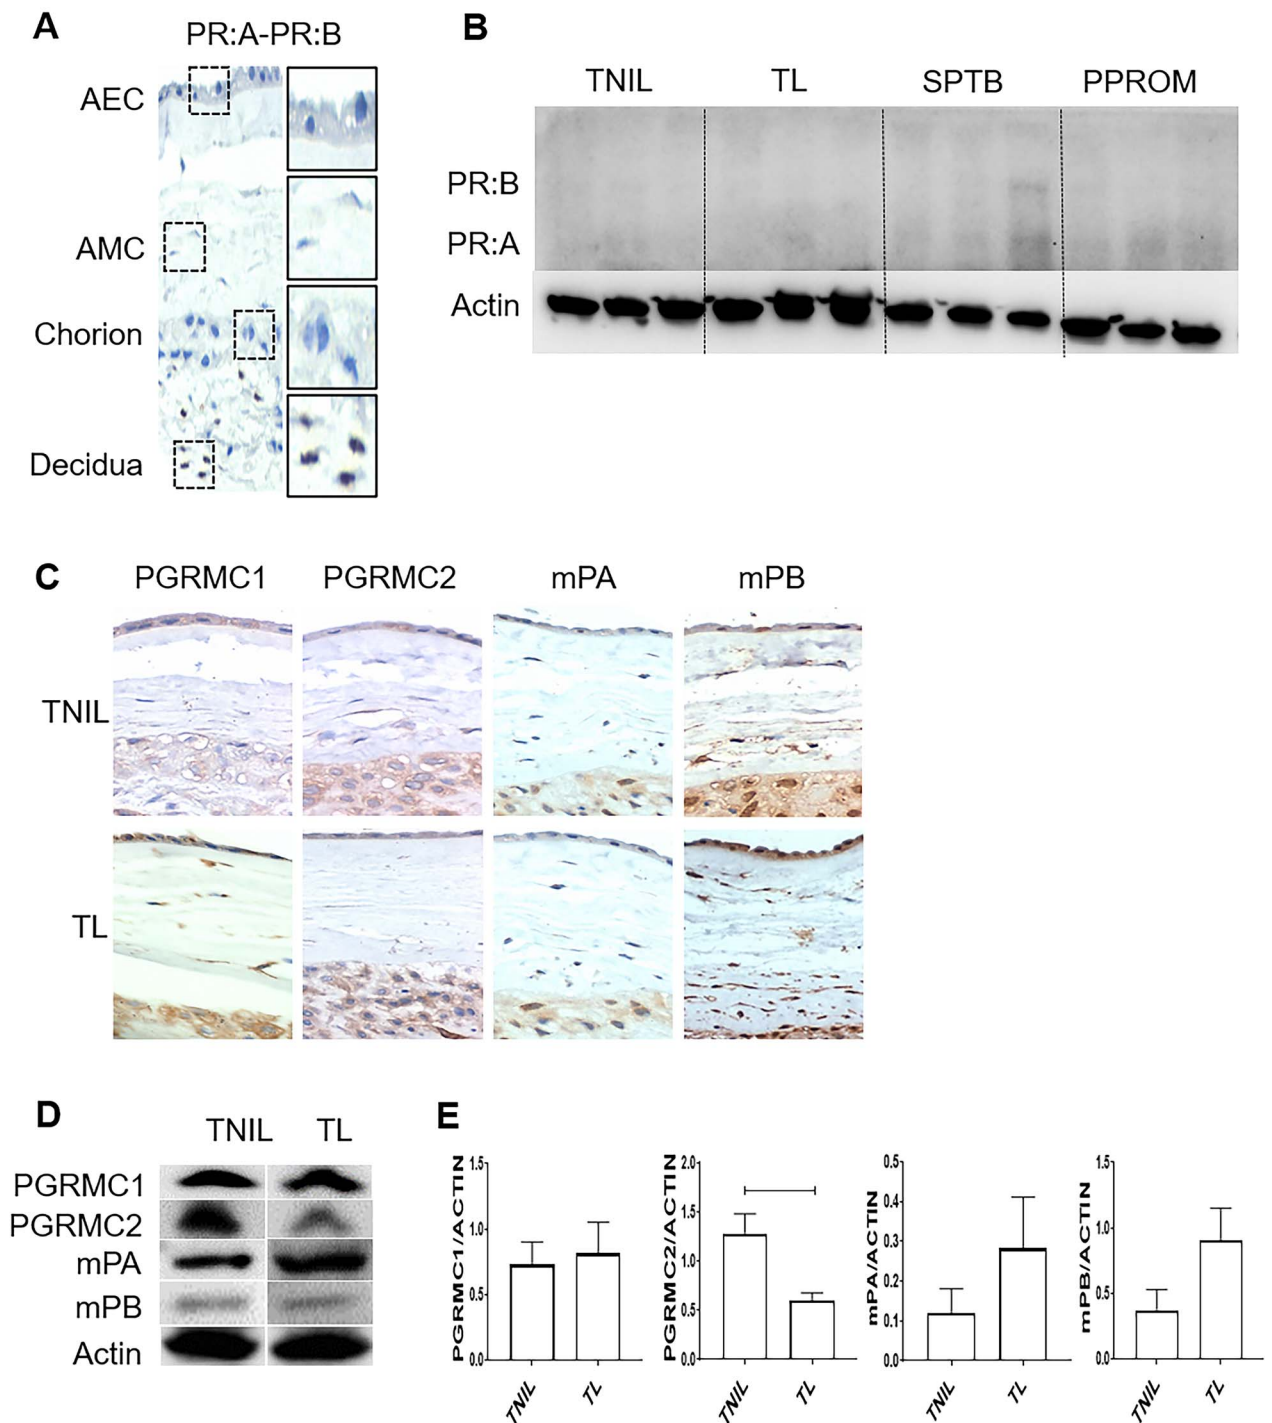 A
PR:A-PR:B
AEC
AMC
Chorion
Decidua
B
TNIL TL SPTB PPROM
PR:B
PR:A
Actin
C
PGRMC1 PGRMC2 mPA mPB
TNIL
TL
D
TNIL TL
PGRMC1
PGRMC2
mPA
mPB
Actin
E
PGRMC1/ACTIN
1.5
1.0
0.5
0.0
TNIL TL
PGRMC2/ACTIN
2.0
1.5
1.0
0.5
0.0
TNIL TL
mPA/ACTIN
0.5
0.4
0.3
0.2
0.1
0.0
TNIL TL
mPB/ACTIN
1.5
1.0
0.5
0.0
TNIL TL